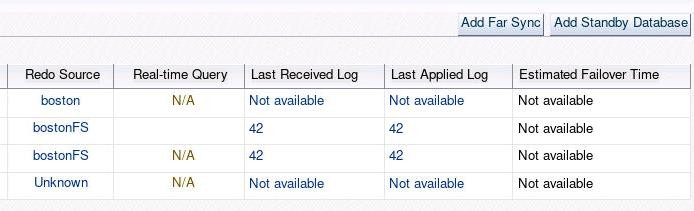 Add Far Sync Add Standby Database
Redo Source Real-time Query Last Received Log Last Applied Log Estimated Failover Time
boston N/A Not available Not available Not available
bostonFS 42 42 Not available
bostonFS N/A 42 42 Not available
Unknown N/A Not available Not available Not available